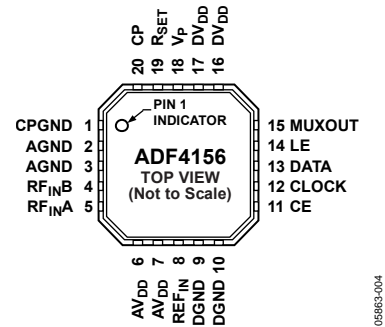 20 CP
19 RSET
18 VP
17 DVDD
16 DVDD
PIN 1
INDICATOR
CPGND 1
AGND 2
AGND 3
RFINB 4
RFINA 5
ADF4156
TOP VIEW
(Not to Scale)
15 MUXOUT
14 LE
13 DATA
12 CLOCK
11 CE
6 AVDD
7 AVDD
8 REFIN
9 DGND
10 DGND
05863-004